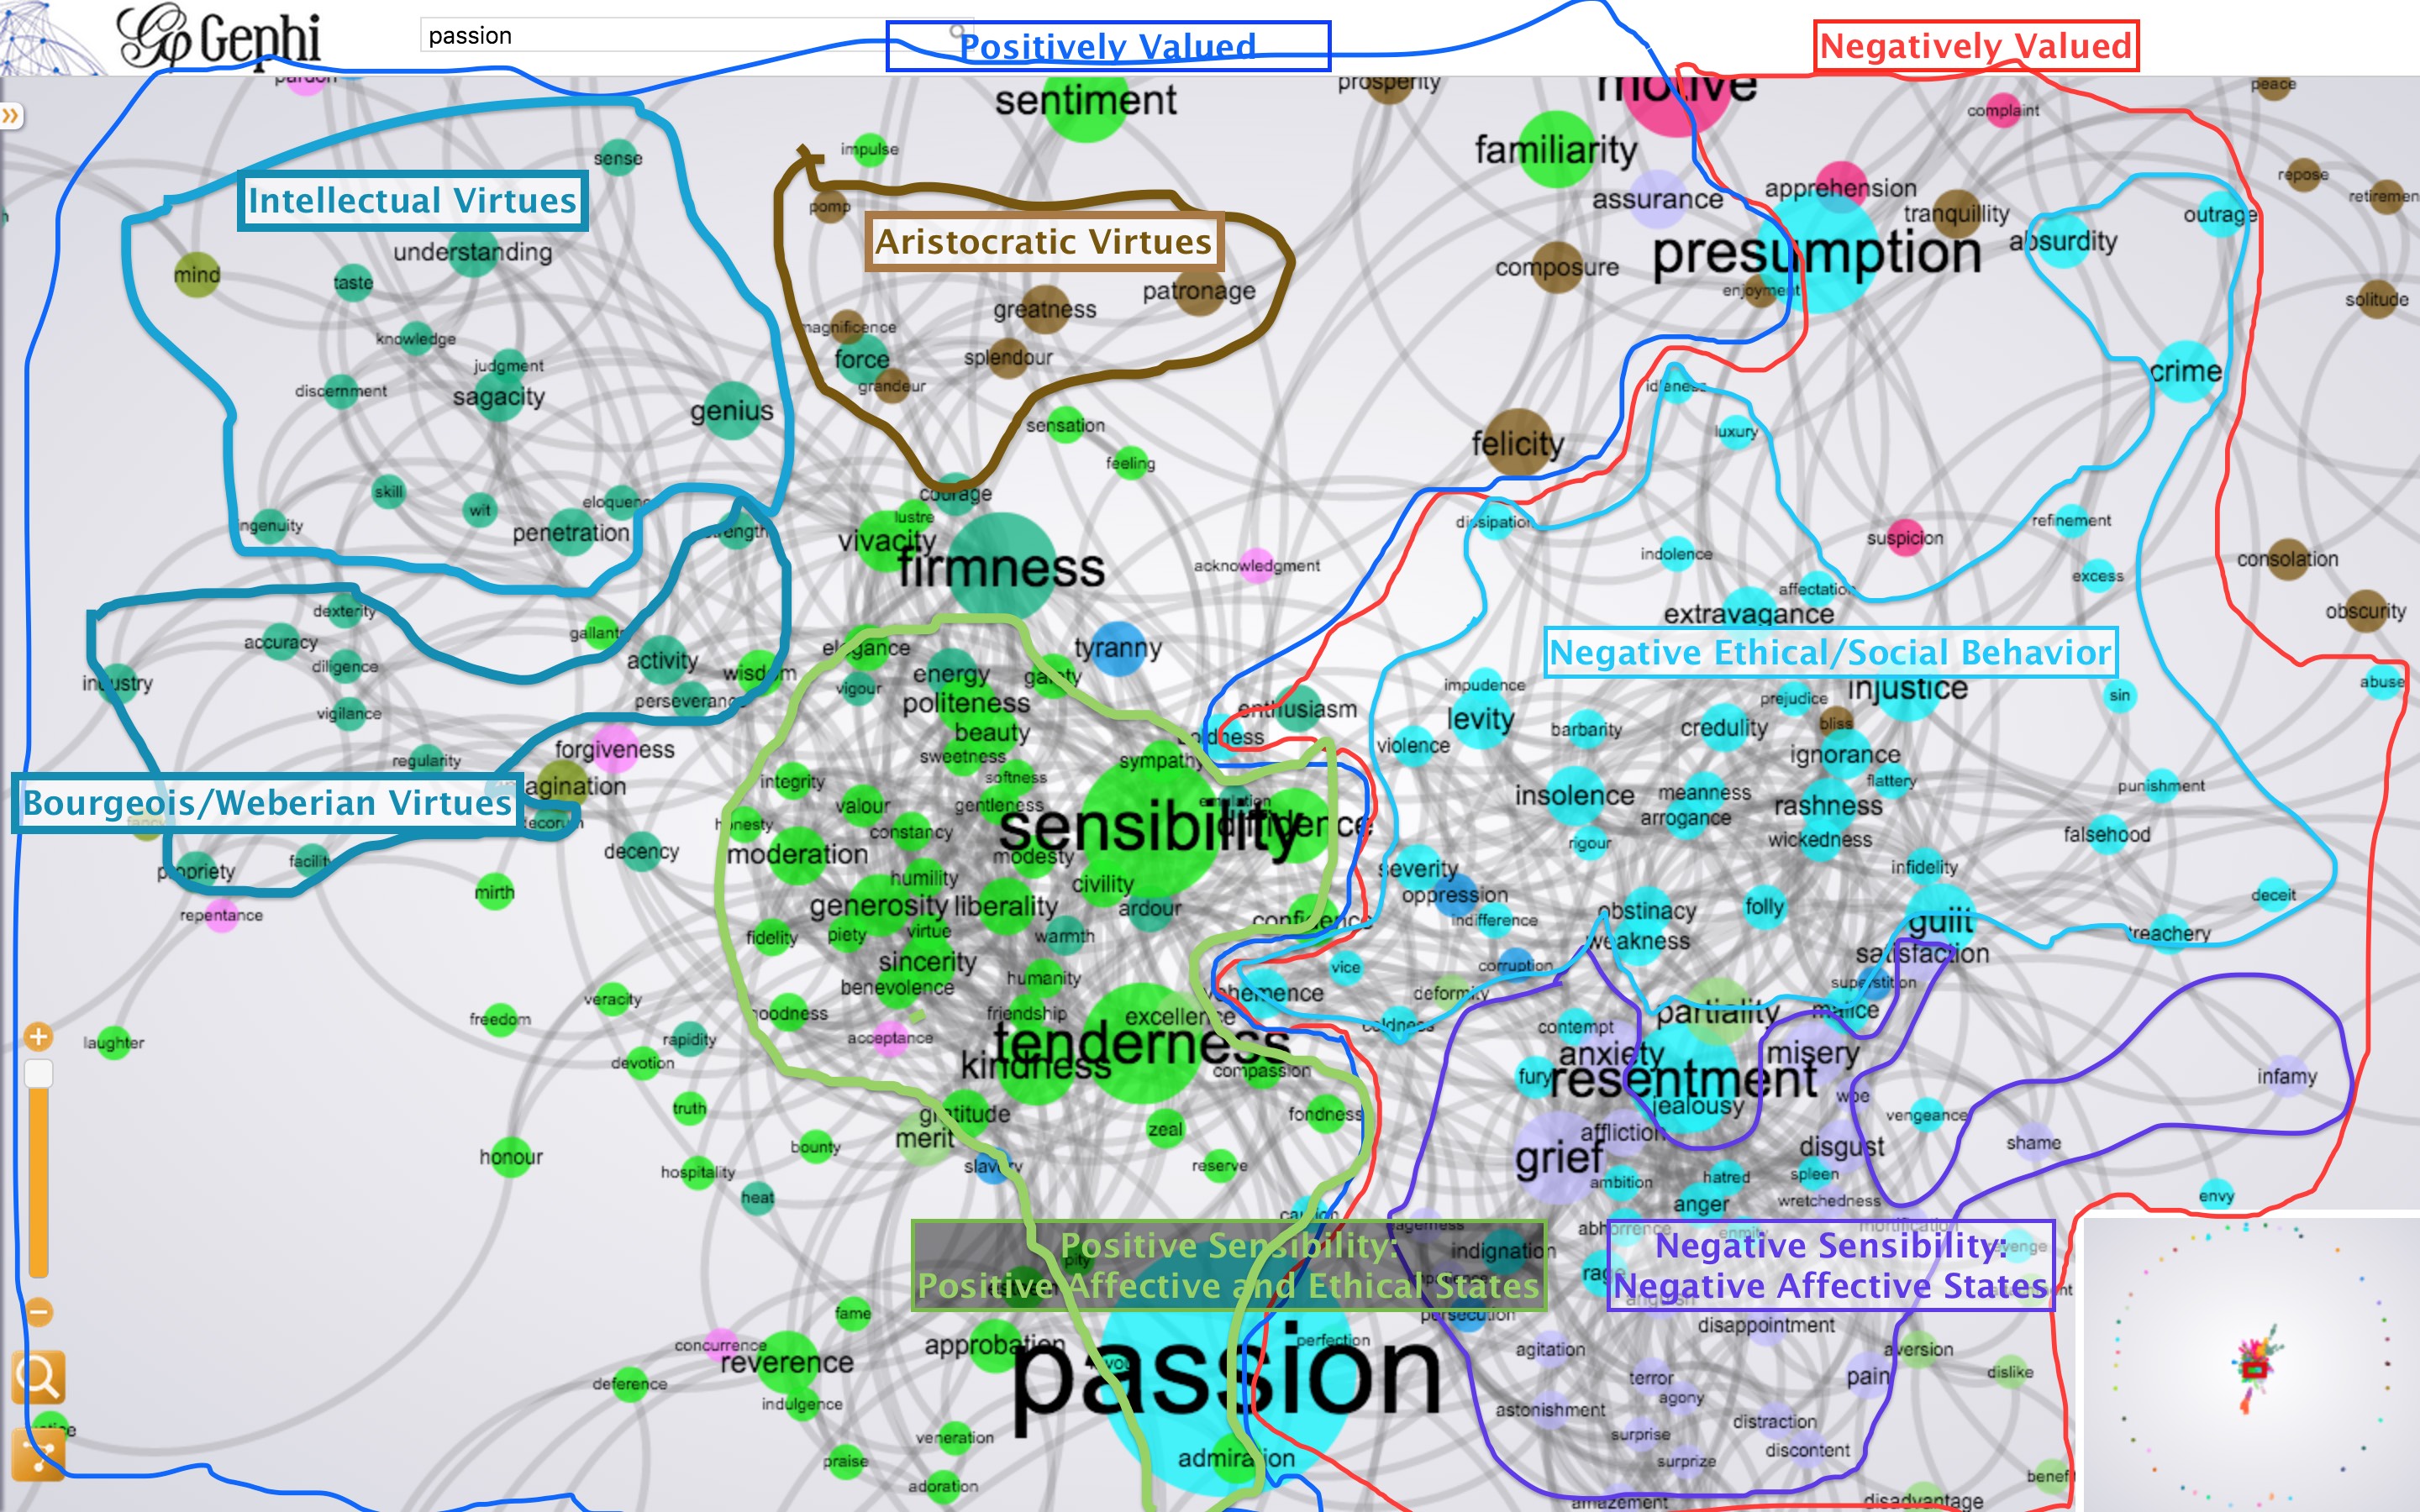 Gephi
passion
Positively Valued
Negatively Valued
pardon
sentiment
prosperity
motive
complaint
peace
impulse
familiarity
sense
assurance
apprehension
repose
Intellectual Virtues
pomp
tranquillity
retiremen
outrage
Aristocratic Virtues
absurdity
understanding
presumption
mind
composure
taste
enjoyment
patronage
solitude
greatness
magnificence
knowledge
force
splendour
judgment
crime
discernment
grandeur
idleness
sagacity
genius
sensation
luxury
felicity
feeling
skill
courage
eloquenc
wit
lustre
dissipation
refinement
ingenuity
penetration
strength
vivacity
suspicion
firmness
indolence
consolation
acknowledgment
excess
affectation
dexterity
extravagance
obscurity
gallant
accuracy
elegance
tyranny
Negative Ethical/Social Behavior
diligence
activity
wisdom
energy
gaiety
industry
vigour
impudence
injustice
abuse
perseverance
politeness
prejudice
sin
vigilance
enthusiasm
levity
bliss
beauty
boldness
barbarity
credulity
forgiveness
violence
regularity
sweetness
sympathy
ignorance
integrity
softness
flattery
punishment
agination
Bourgeois/Weberian Virtues
valour
gentleness
emulation
insolence
meanness
rashness
fancy
ecorum
honesty
constancy
sensibility
diffidence
arrogance
falsehood
decency
moderation
modesty
rigour
wickedness
facility
propriety
humility
civility
severity
infidelity
mirth
oppression
deceit
generosity
liberality
ardour
repentance
confidence
indifference
obstinacy
folly
guilt
fidelity
piety
virtue
warmth
weakness
treachery
sincerity
satisfaction
vice
corruption
humanity
benevolence
vehemence
deformity
superstition
veracity
goodness
friendship
excellence
partiality
malice
freedom
coldness
contempt
laughter
rapidity
acceptance
tenderness
anxiety
misery
devotion
kindness
compassion
fury
resentment
infamy
woe
truth
gratitude
fondness
jealousy
vengeance
merit
zeal
affliction
honour
bounty
grief
disgust
shame
hospitality
slavery
reserve
spleen
heat
ambition
hatred
envy
anger
wretchedness
caution
eagerness
abhorrence
enmity
mortification
Positive Sensibility:
Positive Affective and Ethical States
Negative Sensibility:
Negative Affective States
pity
indignation
revenge
rage
esteem
anguish
fame
persecution
disappointment
concurrence
approbation
perfection
reverence
agitation
aversion
passion
deference
terror
pain
dislike
indulgence
agony
astonishment
distraction
veneration
surprise
discontent
praise
admiration
surprize
adoration
benef
amazement
disadvantage